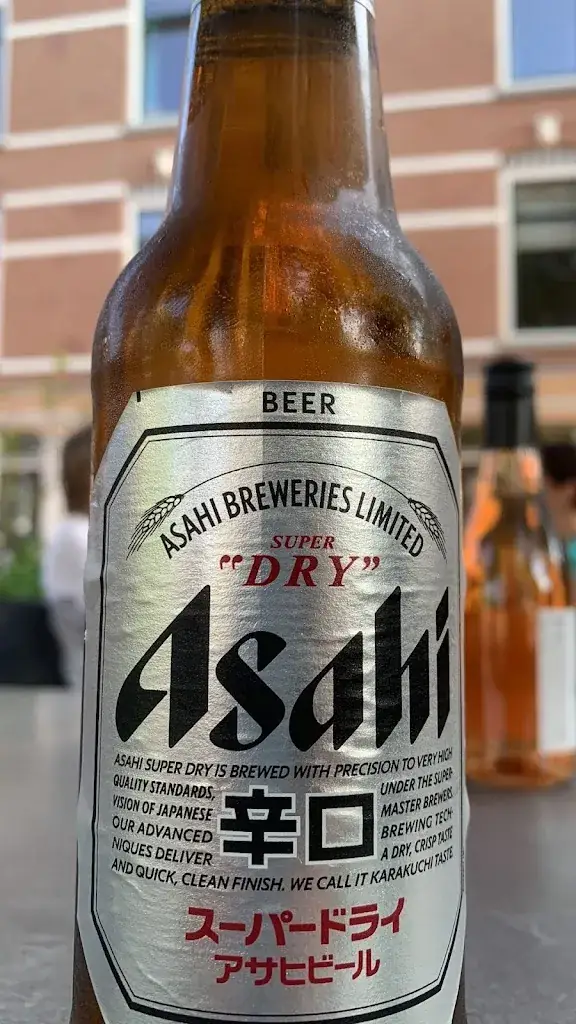 BEER
ASAHI BREWERIES LIMITED
SUPER
"DRY"
Asahi
ASAHI SUPER DRY IS BREWED WITH PRECISION TO VERY HIGH
QUALITY STANDARDS, UNDER THE SUPER-
VISION OF JAPANESE MASTER BREWERS.
OUR ADVANCED BREWING TECH-
NIQUES DELIVER A DRY, CRISP TASTE
辛口
AND QUICK, CLEAN FINISH. WE CALL IT KARAKUCHI TASTE.
スーパードライ
アサヒビール